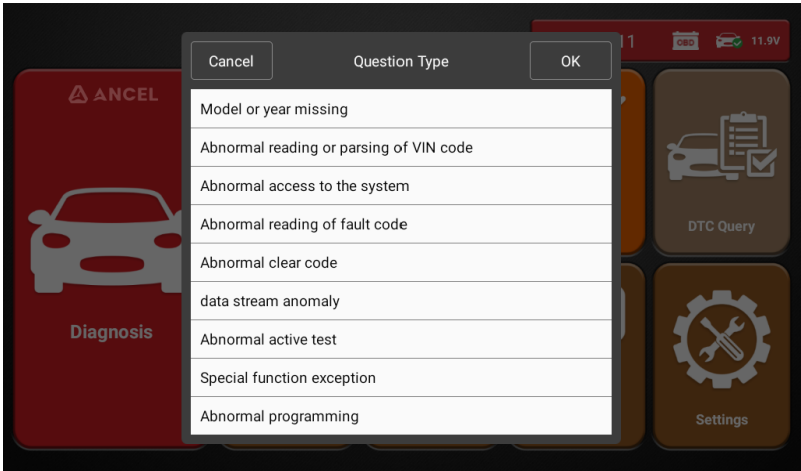 11
OBD
11.9V
Cancel
Question Type
OK
ANCEL
Model or year missing
Abnormal reading or parsing of VIN code
Abnormal access to the system
Abnormal reading of fault code
Abnormal clear code
data stream anomaly
Abnormal active test
Special function exception
Abnormal programming
Diagnosis
DTC Query
Settings